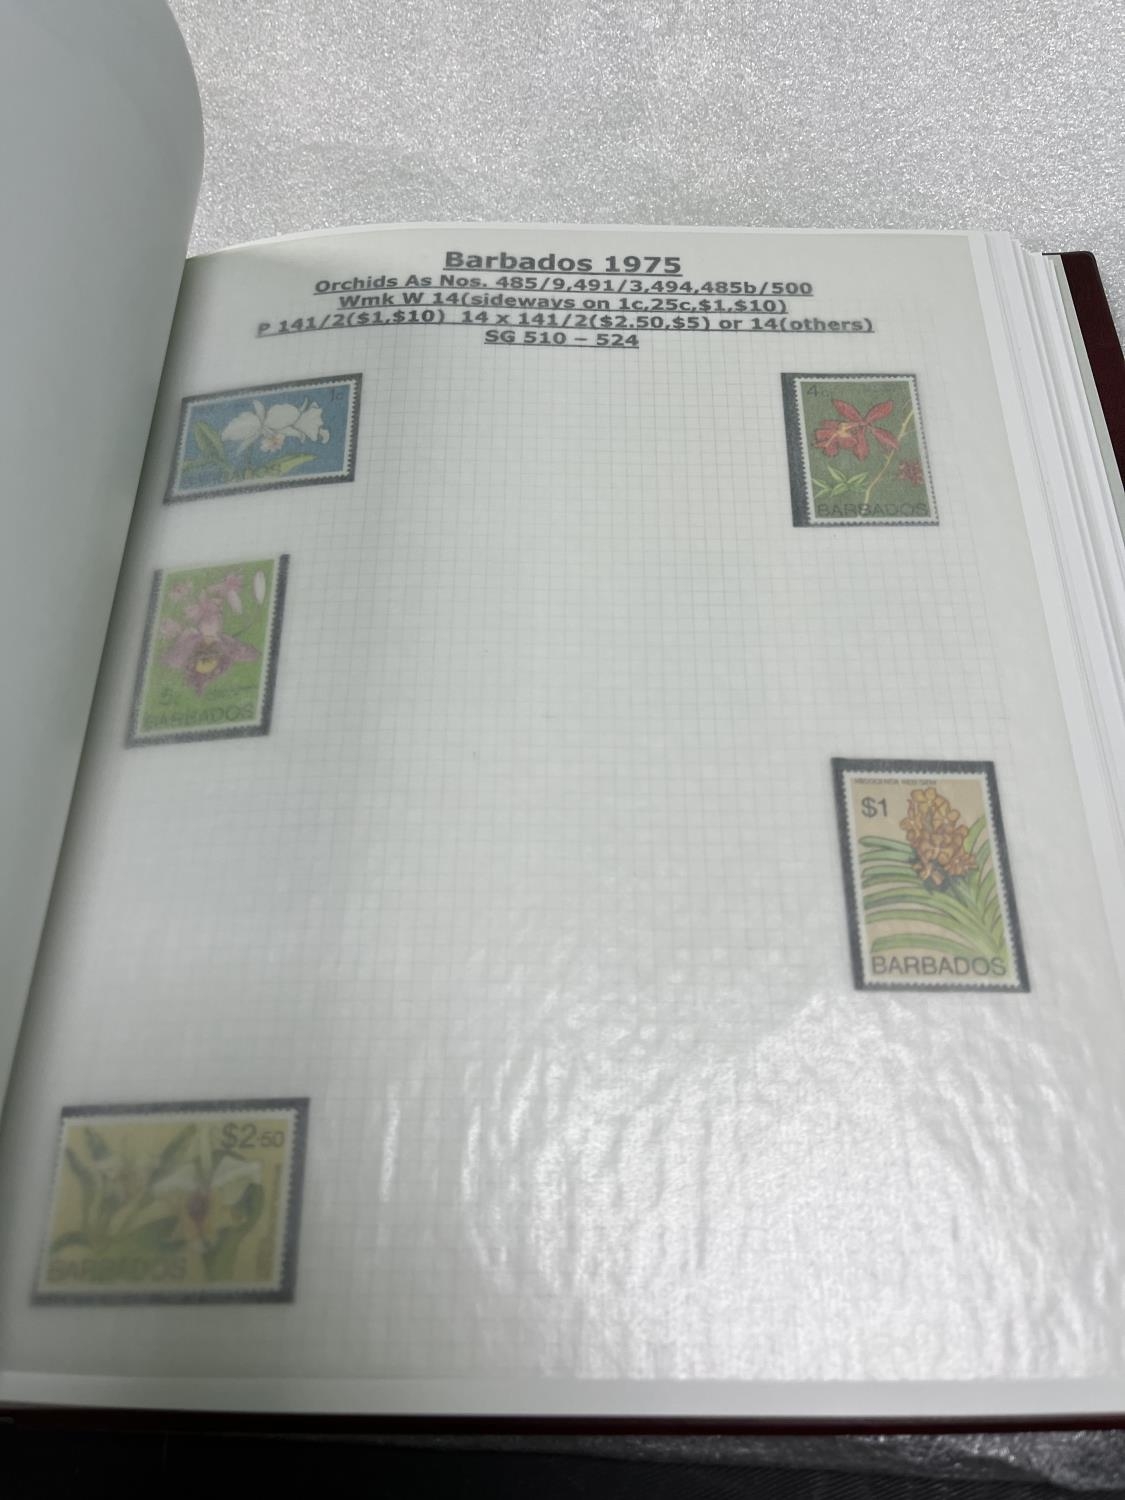 Barbados 1975
Orchids As Nos. 485/9,491/3,494,485b/500
Wmk W 14(sideways on 1c,25c,$1,$10)
P 141/2($1,$10) 14 x 141/2($2.50,$5) or 14(others)
SG 510 – 524
1c
BARBADOS
4c
BARBADOS
5c
BARBADOS
$1
BARBADOS
$2·50
BARBADOS